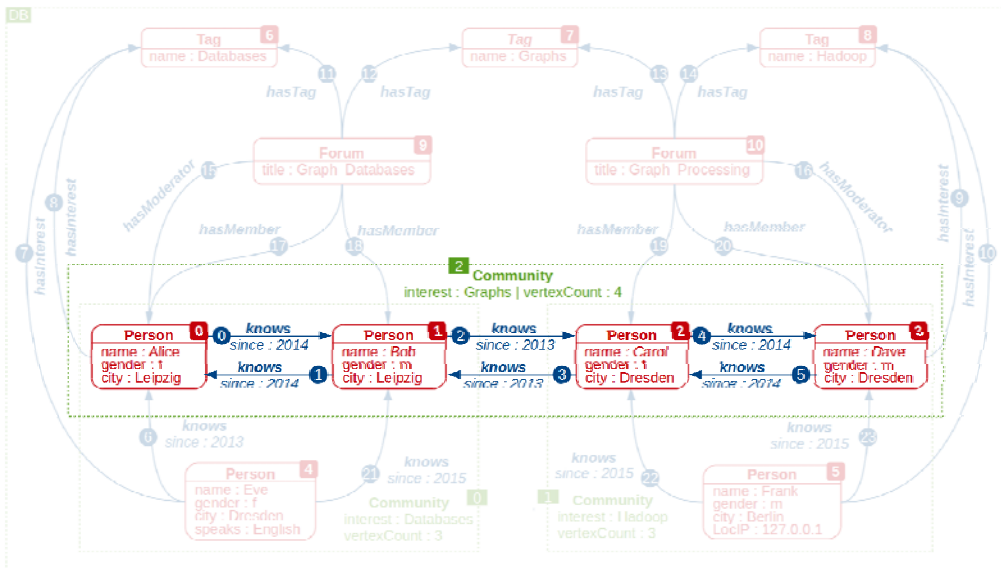 DB
Tag 6
name : Databases
Tag 7
name : Graphs
Tag 8
name : Hadoop
11
12
13
14
hasTag
hasTag
hasTag
hasTag
Forum 9
title : Graph Databases
Forum 10
title : Graph Processing
15
16
hasModerator
hasModerator
7
8
9
10
hasInterest
hasInterest
hasInterest
hasInterest
hasMember
hasMember
hasMember
hasMember
17
18
19
20
2 Community
interest : Graphs | vertexCount : 4
Person 0
name : Alice
gender : f
city : Leipzig
0 knows
since : 2014
knows 1
since : 2014
Person 1
name : Bob
gender : m
city : Leipzig
2 knows
since : 2013
knows 3
since : 2013
Person 2
name : Carol
gender : f
city : Dresden
4 knows
since : 2014
knows 5
since : 2014
Person 3
name : Dave
gender : m
city : Dresden
6 knows
since : 2013
Person 4
name : Eve
gender : f
city : Dresden
speaks : English
21 knows
since : 2015
Community 0
interest : Databases
vertexCount : 3
knows 22
since : 2015
1 Community
interest : Hadoop
vertexCount : 3
knows 23
since : 2015
Person 5
name : Frank
gender : m
city : Berlin
LocIP : 127.0.0.1